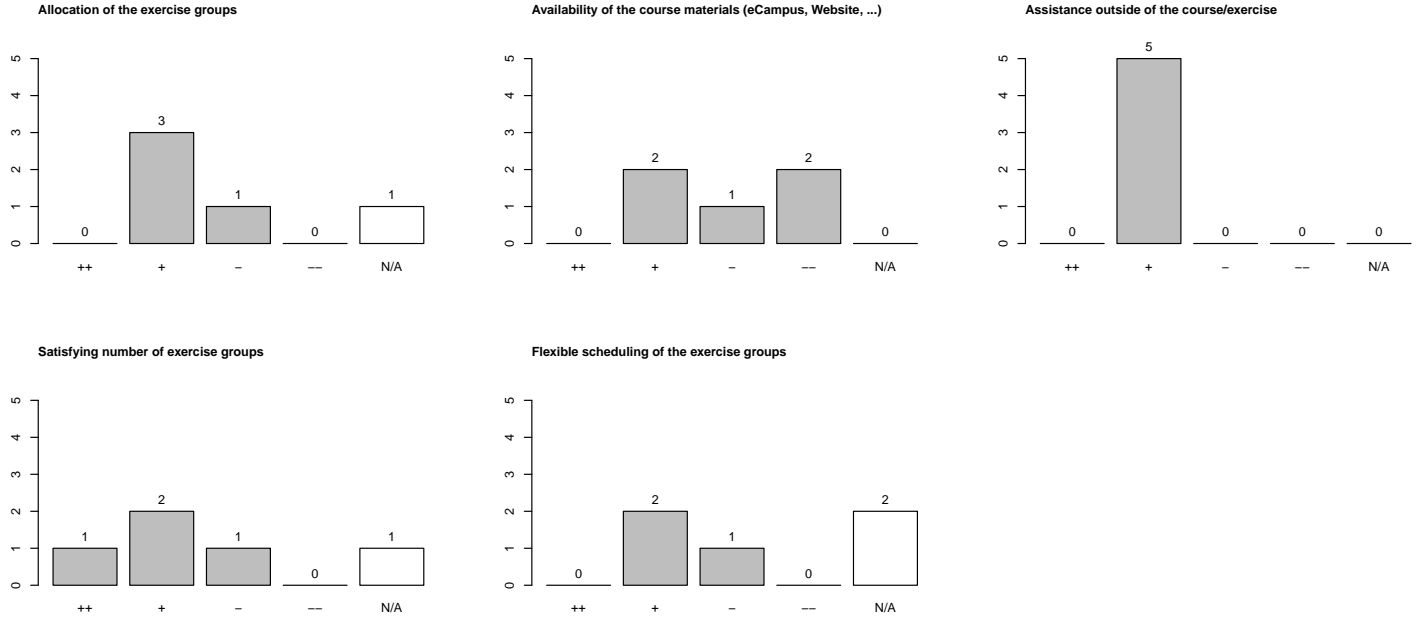 Allocation of the exercise groups
5
4
3
2
1
0
0 3 1 0 1
++ + − −− N/A
Availability of the course materials (eCampus, Website, ...)
5
4
3
2
1
0
0 2 1 2 0
++ + − −− N/A
Assistance outside of the course/exercise
5
4
3
2
1
0
0 5 0 0 0
++ + − −− N/A
Satisfying number of exercise groups
5
4
3
2
1
0
1 2 1 0 1
++ + − −− N/A
Flexible scheduling of the exercise groups
5
4
3
2
1
0
0 2 1 0 2
++ + − −− N/A